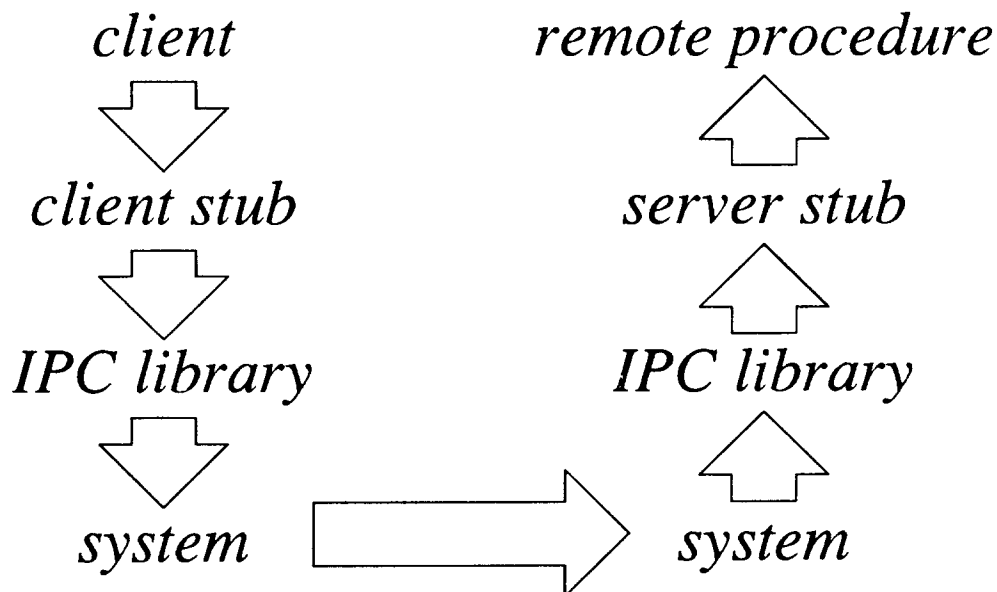 client
remote procedure
client stub
server stub
IPC library
IPC library
system
system